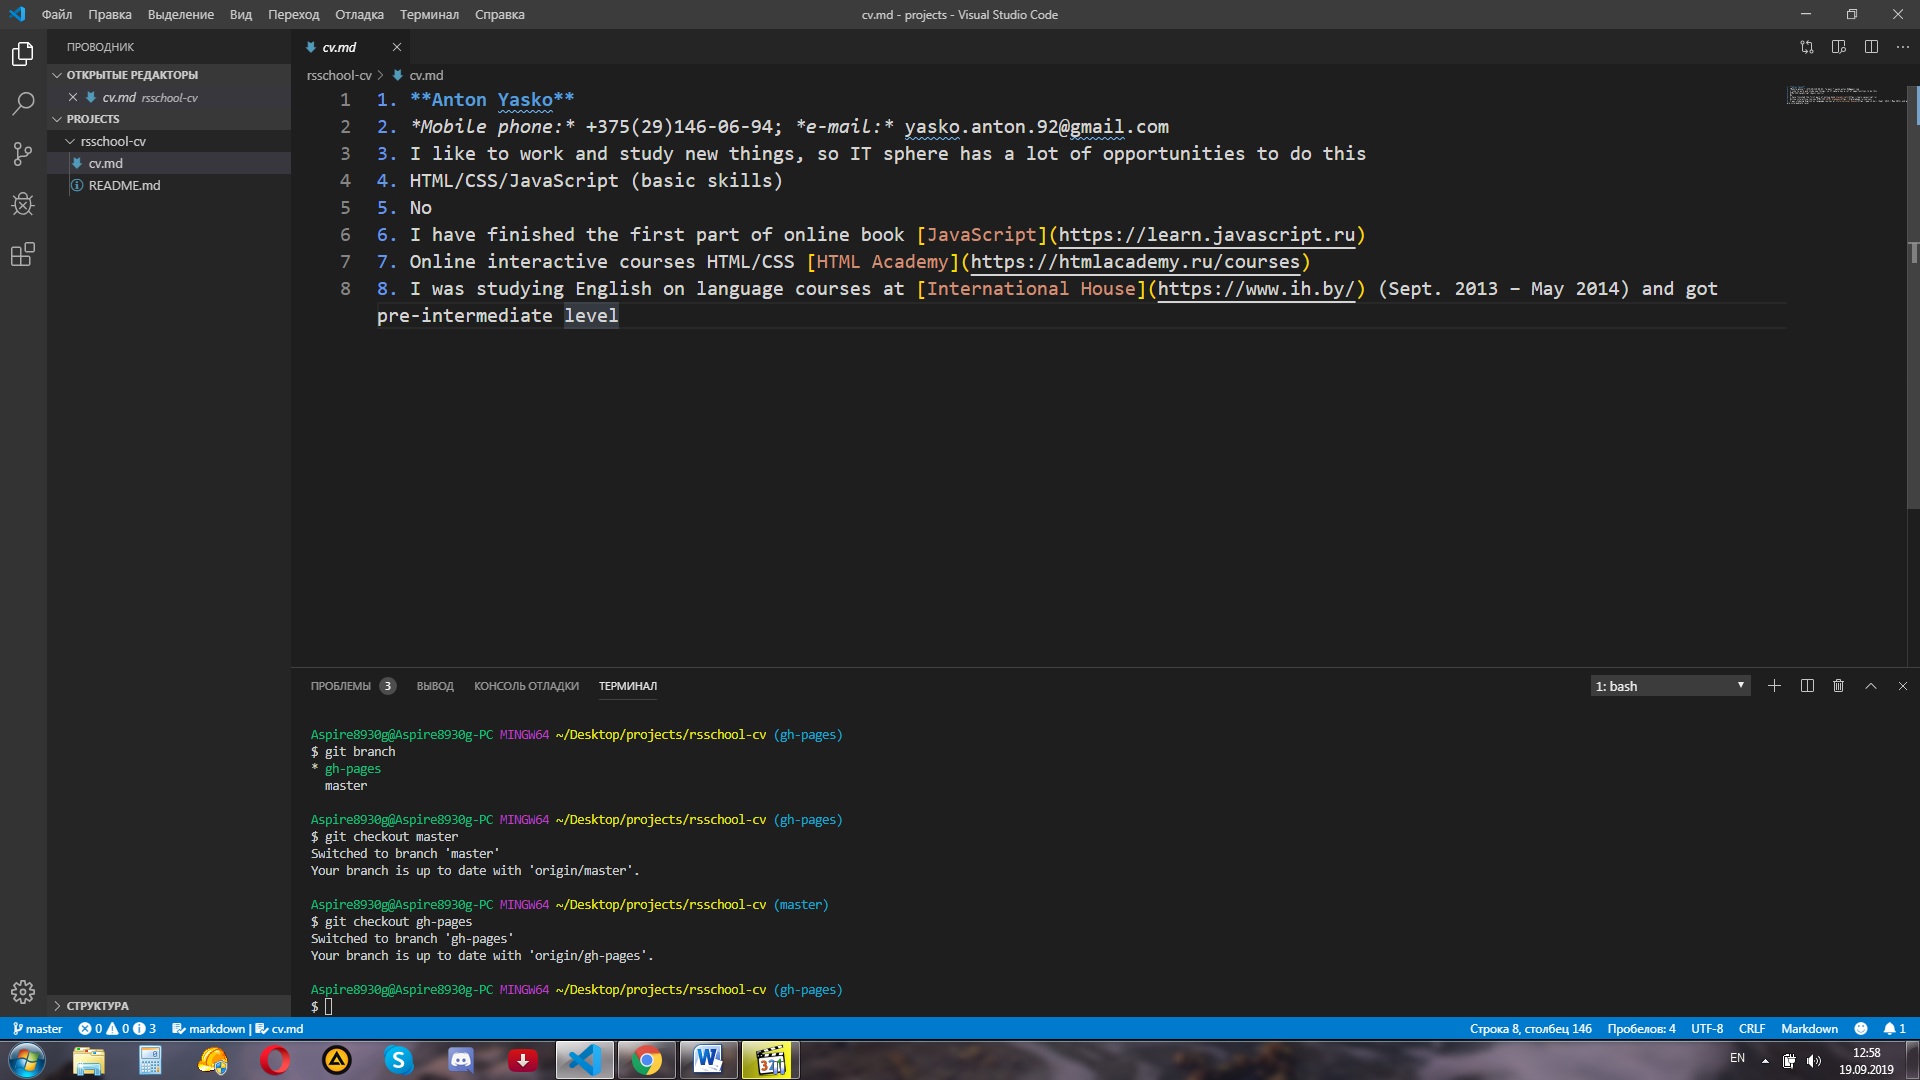 Файл Правка Выделение Вид Переход Отладка Терминал Справка
cv.md - projects - Visual Studio Code
ПРОВОДНИК
ОТКРЫТЫЕ РЕДАКТОРЫ
cv.md rsschool-cv
PROJECTS
rsschool-cv
cv.md
README.md
СТРУКТУРА
cv.md
rsschool-cv > cv.md
1 1. **Anton Yasko**
2 2. *Mobile phone:* +375(29)146-06-94; *e-mail:* yasko.anton.92@gmail.com
3 3. I like to work and study new things, so IT sphere has a lot of opportunities to do this
4 4. HTML/CSS/JavaScript (basic skills)
5 5. No
6 6. I have finished the first part of online book [JavaScript](https://learn.javascript.ru)
7 7. Online interactive courses HTML/CSS [HTML Academy](https://htmlacademy.ru/courses)
8 8. I was studying English on language courses at [International House](https://www.ih.by/) (Sept. 2013 – May 2014) and got
pre-intermediate level
ПРОБЛЕМЫ 3 ВЫВОД КОНСОЛЬ ОТЛАДКИ ТЕРМИНАЛ
1: bash
Aspire8930g@Aspire8930g-PC MINGW64 ~/Desktop/projects/rsschool-cv (gh-pages)
$ git branch
* gh-pages
master
Aspire8930g@Aspire8930g-PC MINGW64 ~/Desktop/projects/rsschool-cv (gh-pages)
$ git checkout master
Switched to branch 'master'
Your branch is up to date with 'origin/master'.
Aspire8930g@Aspire8930g-PC MINGW64 ~/Desktop/projects/rsschool-cv (master)
$ git checkout gh-pages
Switched to branch 'gh-pages'
Your branch is up to date with 'origin/gh-pages'.
Aspire8930g@Aspire8930g-PC MINGW64 ~/Desktop/projects/rsschool-cv (gh-pages)
$
master 0 0 3 markdown | cv.md
Строка 8, столбец 146 Пробелов: 4 UTF-8 CRLF Markdown 1
EN
12:58
19.09.2019